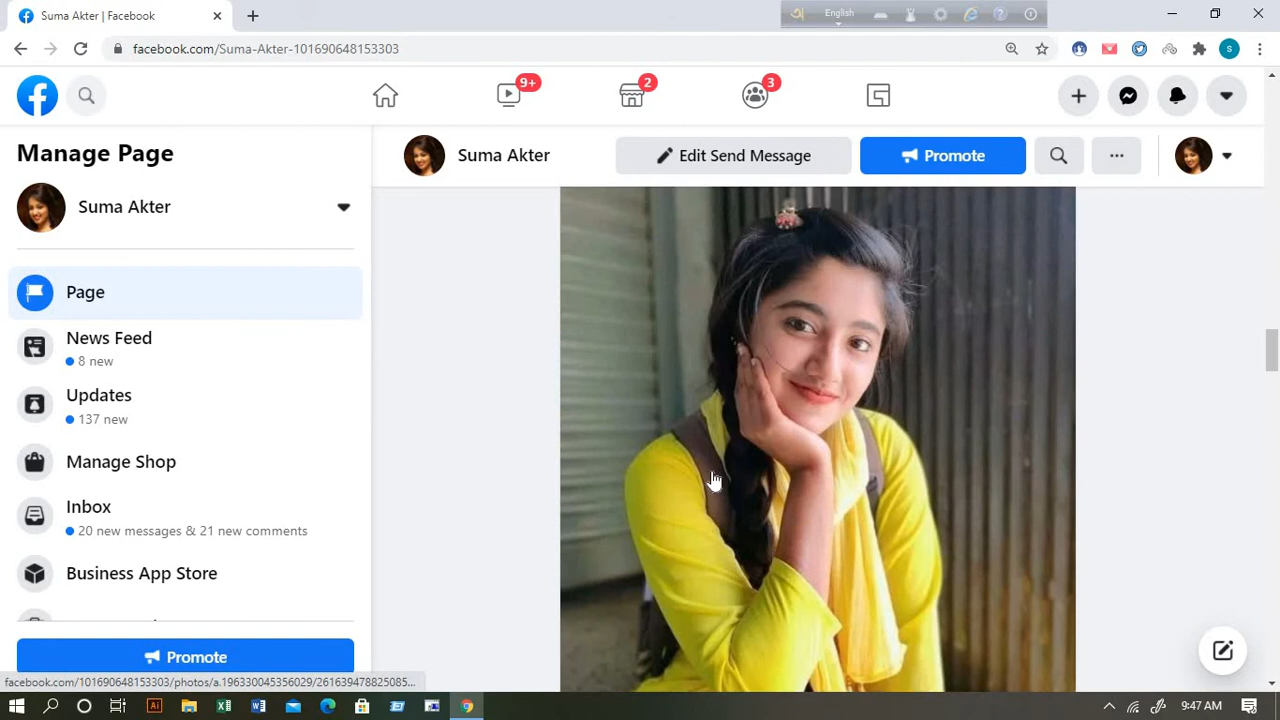 Suma Akter | Facebook
English
facebook.com/Suma-Akter-101690648153303
9+
2
3
Manage Page
Suma Akter
Edit Send Message
Promote
S
Suma Akter
Page
News Feed
8 new
Updates
137 new
Manage Shop
Inbox
20 new messages & 21 new comments
Business App Store
Promote
facebook.com/101690648153303/photos/a.196330045356029/261639478825085...
9:47 AM